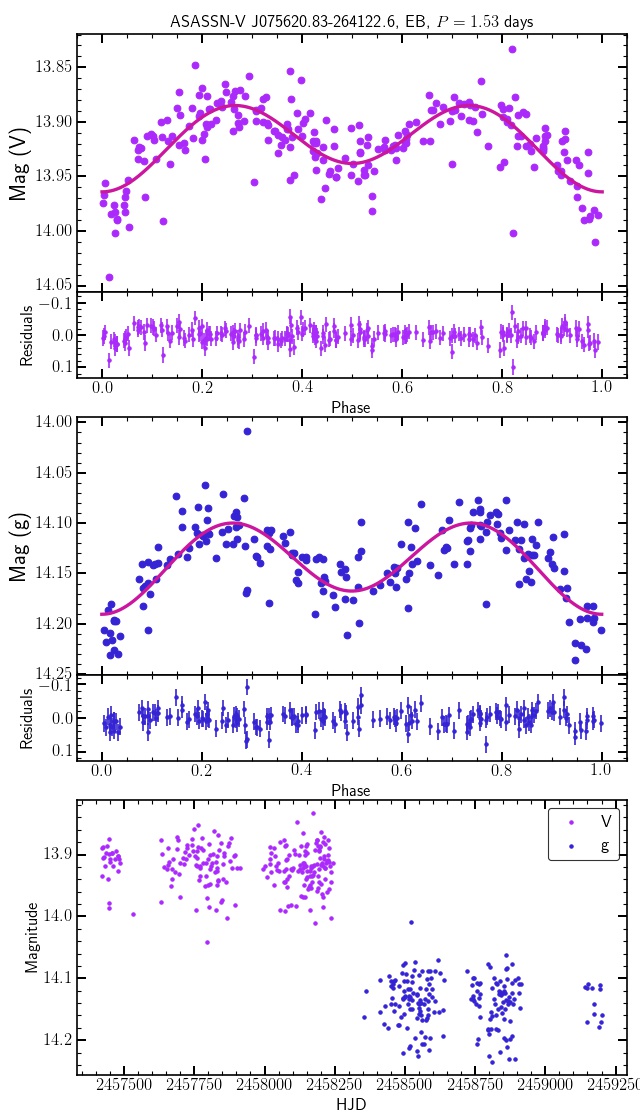 ASASSN-V J075620.83-264122.6, EB, P = 1.53 days
Mag (V)
13.85
13.90
13.95
14.00
14.05
Residuals
−0.1
0.0
0.1
0.0 0.2 0.4 0.6 0.8 1.0
Phase
Mag (g)
14.00
14.05
14.10
14.15
14.20
14.25
Residuals
−0.1
0.0
0.1
0.0 0.2 0.4 0.6 0.8 1.0
Phase
V
g
Magnitude
13.9
14.0
14.1
14.2
2457500 2457750 2458000 2458250 2458500 2458750 2459000 2459250
HJD